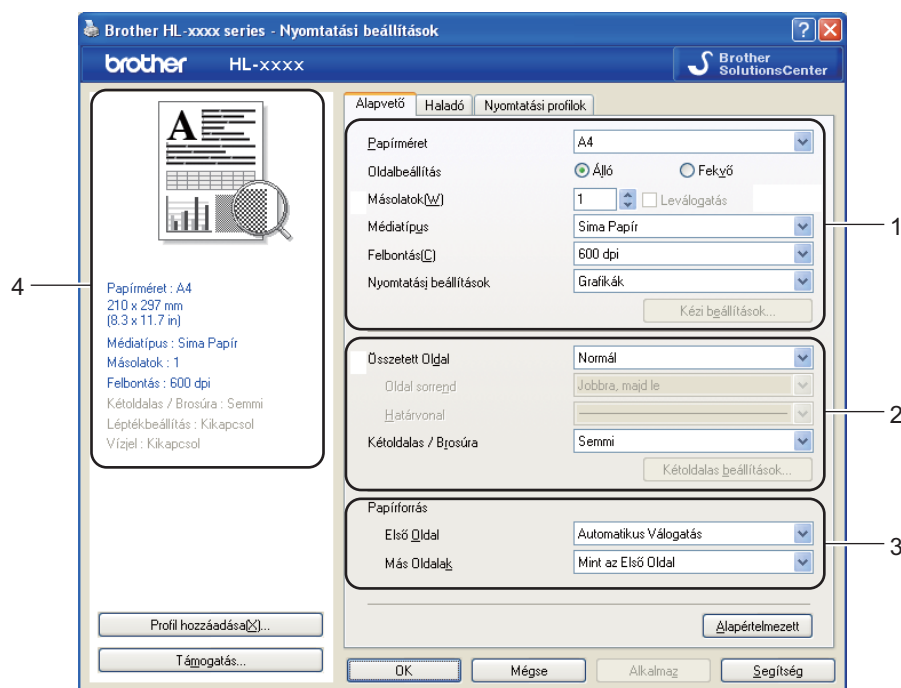 Brother HL-xxxx series - Nyomtatási beállítások
brother HL-xxxx
Brother
SolutionsCenter
Alapvető Haladó Nyomtatási profilok
A
Papírméret : A4
210 x 297 mm
(8.3 x 11.7 in)
Médiatípus : Sima Papír
Másolatok : 1
Felbontás : 600 dpi
Kétoldalas / Brosúra : Semmi
Léptékbeállítás : Kikapcsol
Vízjel : Kikapcsol
4
Profil hozzáadása(X)...
Támogatás...
Papírméret A4
Oldalbeállítás Álló Fekvő
Másolatok(W) 1 Leválogatás
Médiatípus Sima Papír
Felbontás(C) 600 dpi
Nyomtatási beállítások Grafikák
Kézi beállítások...
1
Összetett Oldal Normál
Oldal sorrend Jobbra, majd le
Határvonal
Kétoldalas / Brosúra Semmi
Kétoldalas beállítások...
2
Papírforrás
Első Oldal Automatikus Válogatás
Más Oldalak Mint az Első Oldal
3
Alapértelmezett
OK Mégse Alkalmaz Segítség